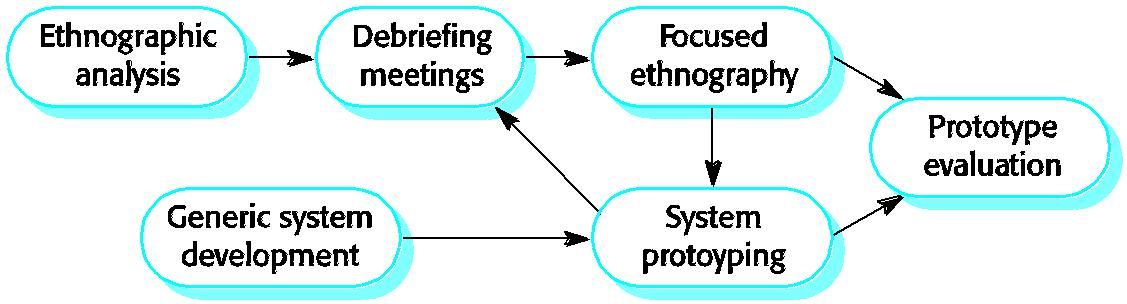 Ethnographic
analysis
Debriefing
meetings
Focused
ethnography
Prototype
evaluation
Generic system
development
System
protoyping